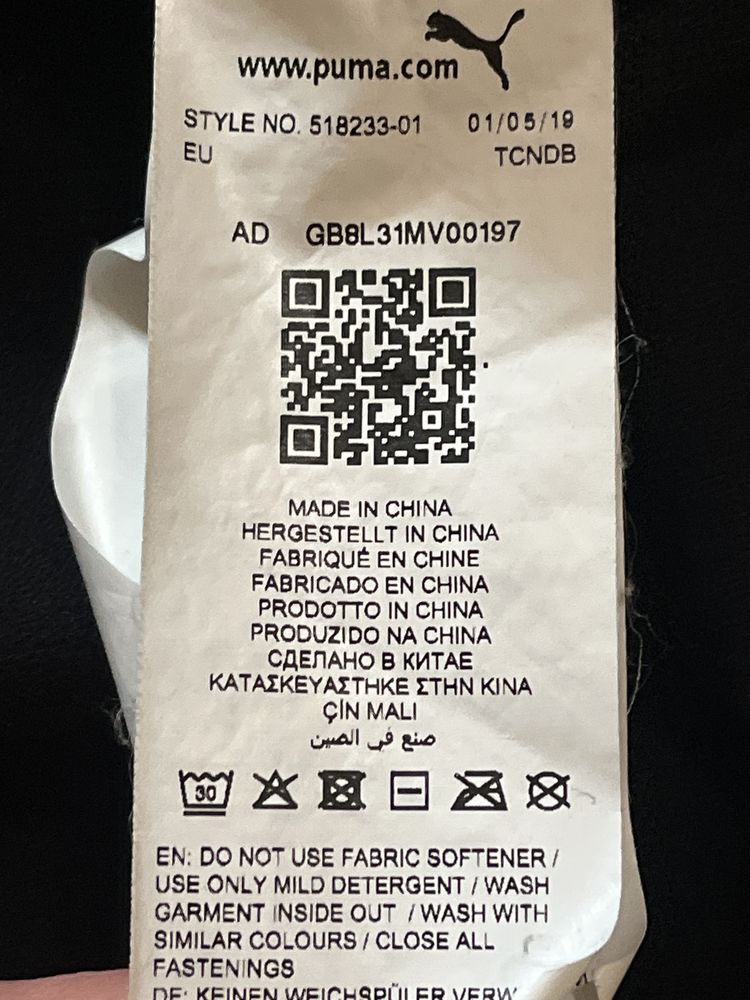 www.puma.com
STYLE NO. 518233-01 01/05/19
EU TCNDB
AD GB8L31MV00197
MADE IN CHINA
HERGESTELLT IN CHINA
FABRIQUÉ EN CHINE
FABRICADO EN CHINA
PRODOTTO IN CHINA
PRODUZIDO NA CHINA
СДЕЛАНО В КИТАЕ
ΚΑΤΑΣΚΕΥΑΣΤΗΚΕ ΣΤΗΝ ΚΙΝΑ
ÇİN MALI
صنع في الصين
30
EN: DO NOT USE FABRIC SOFTENER /
USE ONLY MILD DETERGENT / WASH
GARMENT INSIDE OUT / WASH WITH
SIMILAR COLOURS / CLOSE ALL
FASTENINGS
DE: KEINEN WEICHSPÜLER